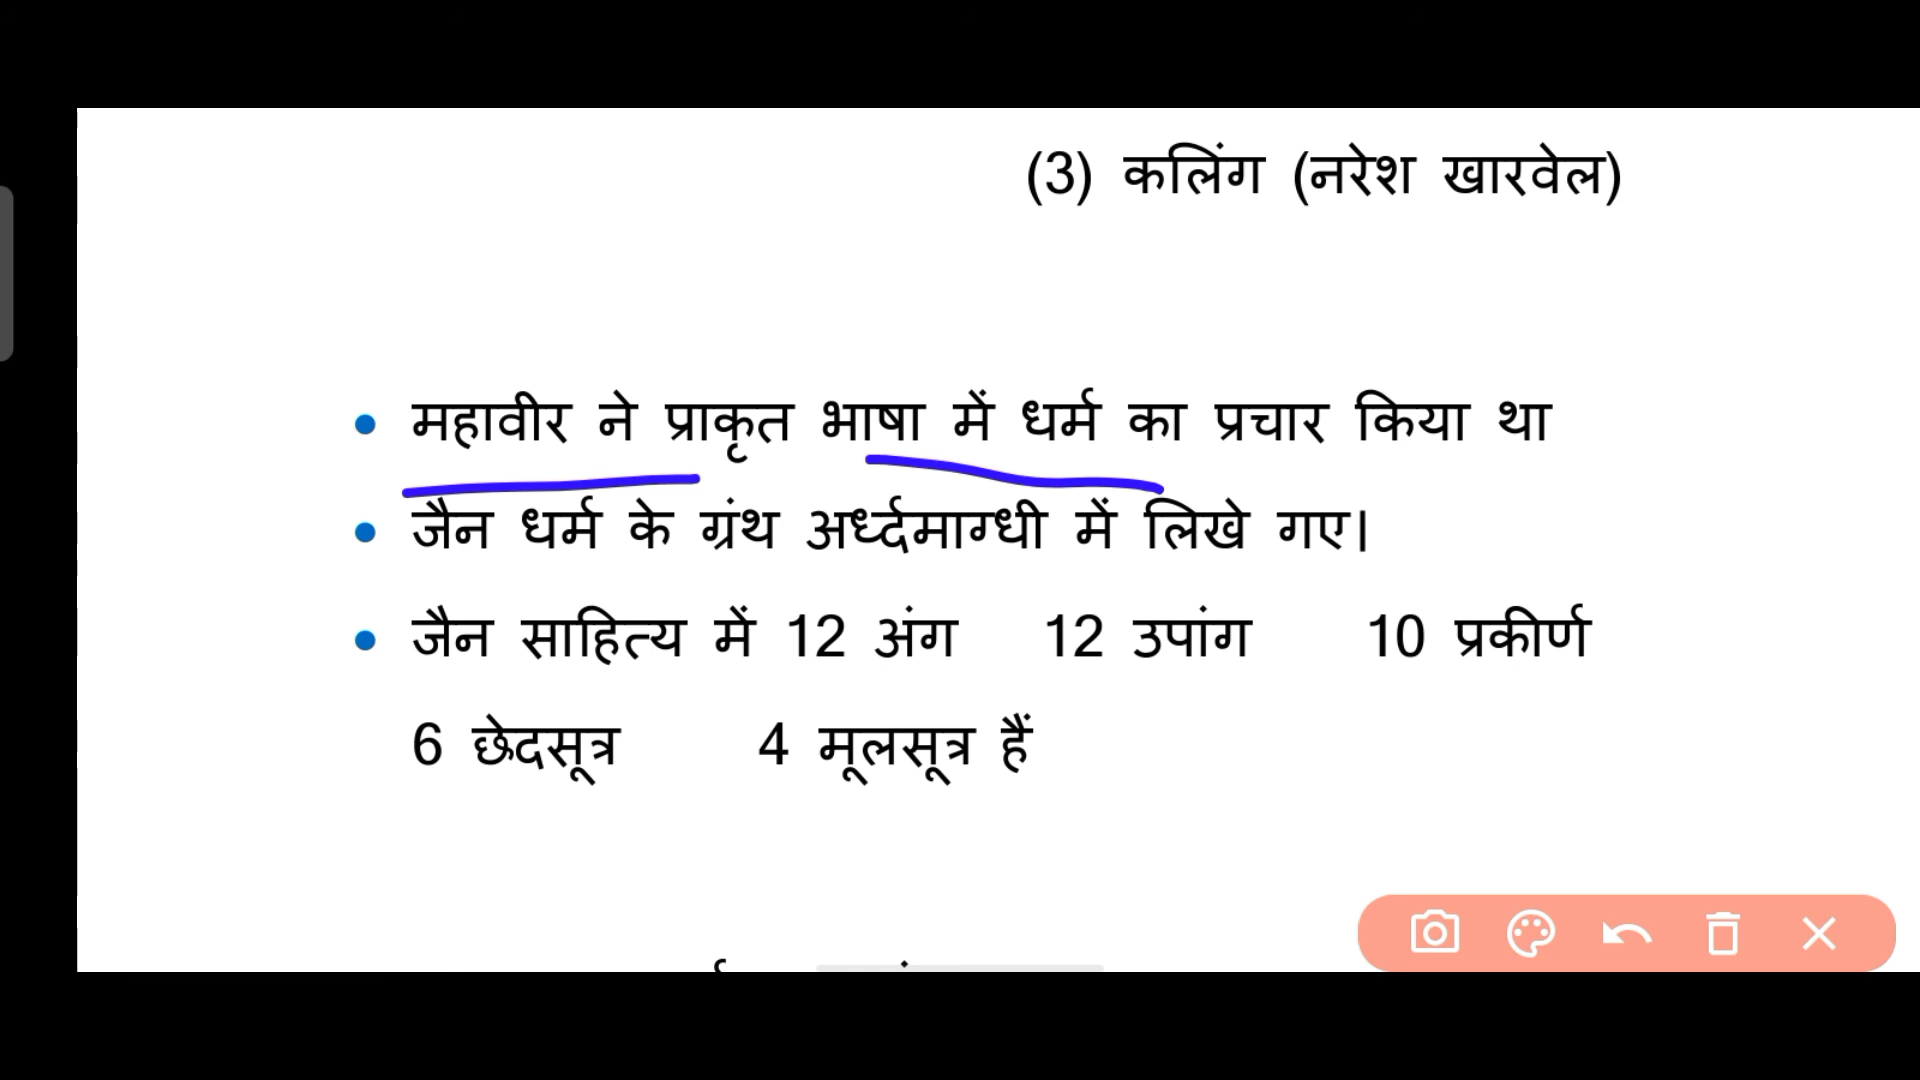 (3) कलिंग (नरेश खारवेल)
• महावीर ने प्राकृत भाषा में धर्म का प्रचार किया था
• जैन धर्म के ग्रंथ अर्ध्दमाग्धी में लिखे गए।
• जैन साहित्य में 12 अंग 12 उपांग 10 प्रकीर्ण
6 छेदसूत्र 4 मूलसूत्र हैं